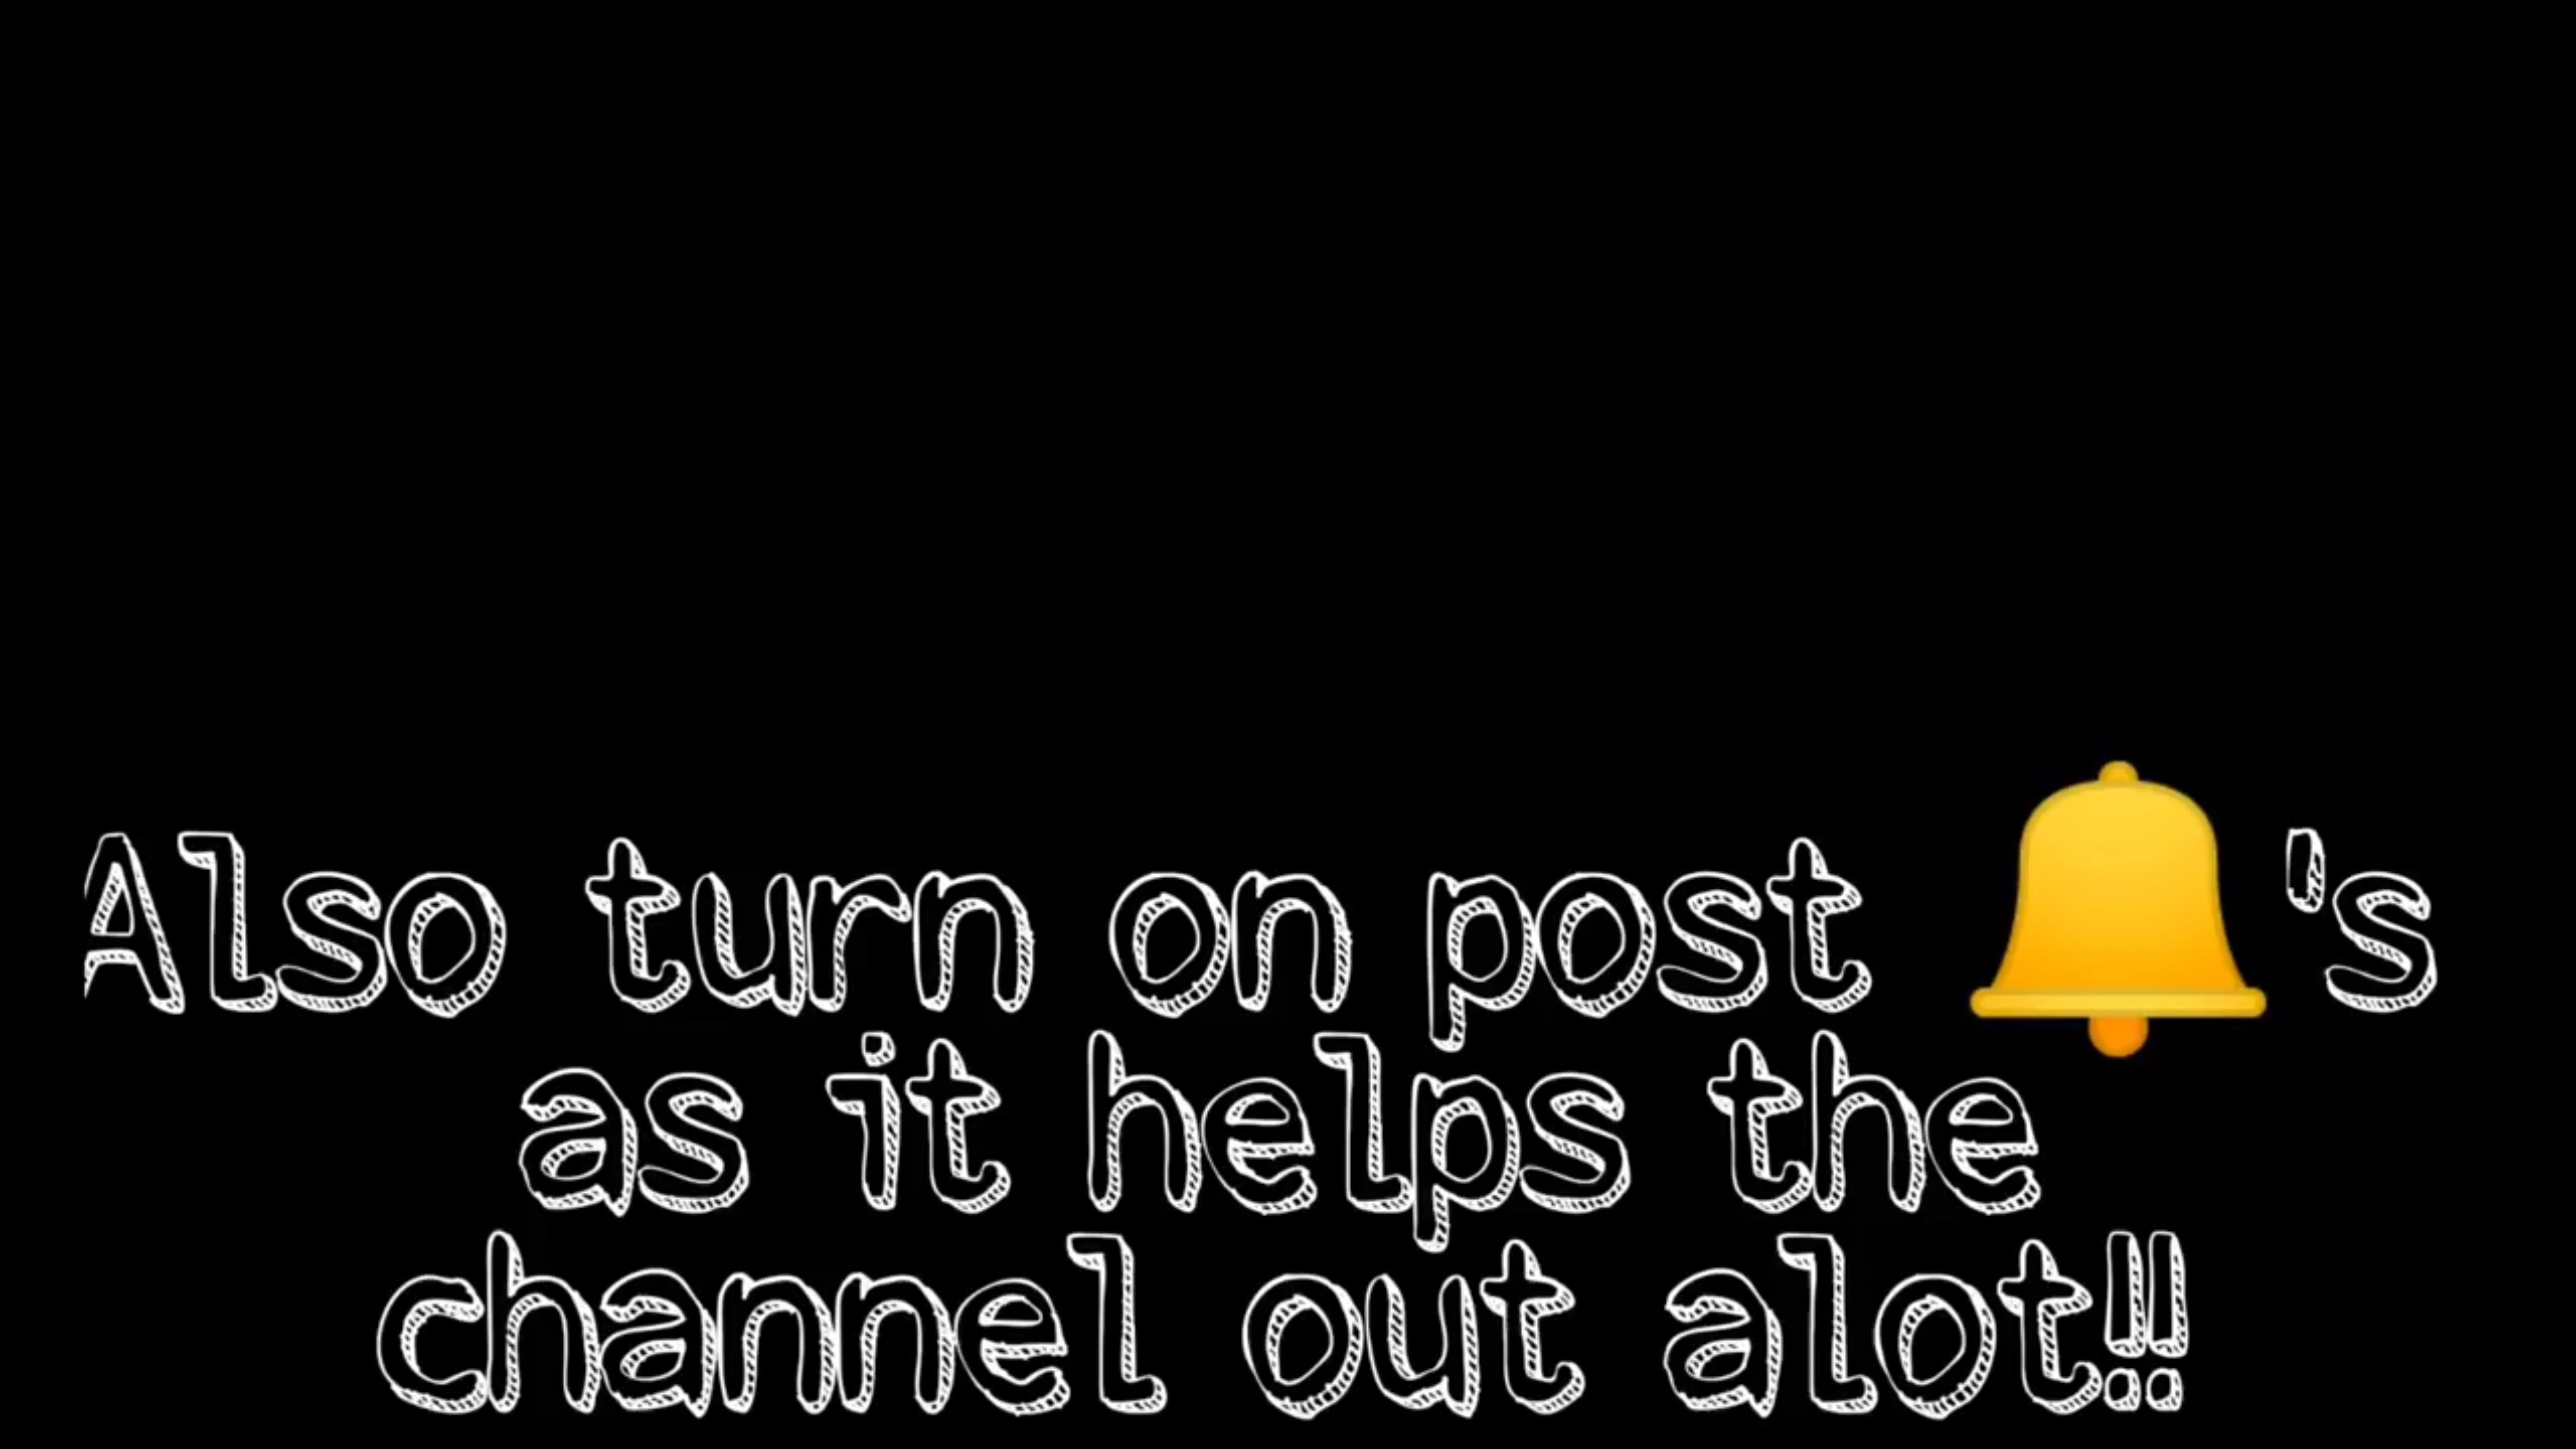 Also turn on post 🔔's
as it helps the
channel out alot!!